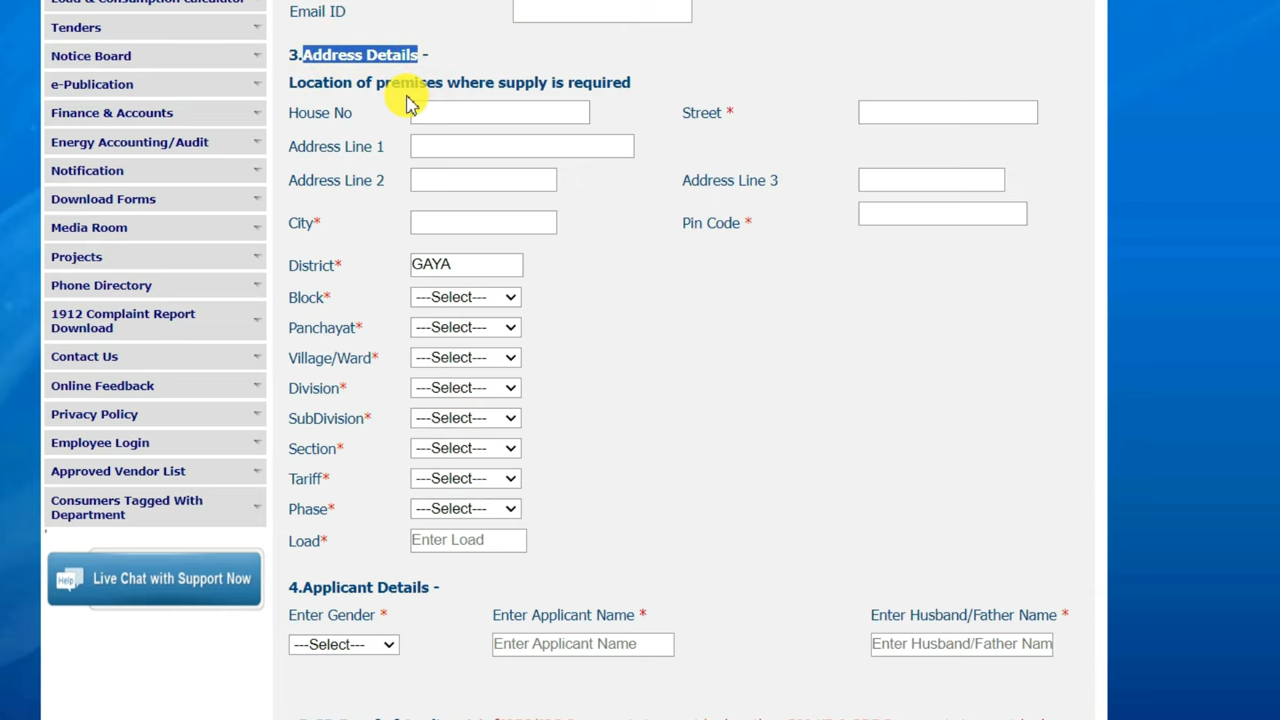 Email ID
Tenders
Notice Board
e-Publication
Finance & Accounts
Energy Accounting/Audit
Notification
Download Forms
Media Room
Projects
Phone Directory
1912 Complaint Report
Download
Contact Us
Online Feedback
Privacy Policy
Employee Login
Approved Vendor List
Consumers Tagged With
Department
Help
Live Chat with Support Now
3.Address Details -
Location of premises where supply is required
House No
Street *
Address Line 1
Address Line 2
Address Line 3
City*
Pin Code *
District* GAYA
Block* ---Select---
Panchayat* ---Select---
Village/Ward* ---Select---
Division* ---Select---
SubDivision* ---Select---
Section* ---Select---
Tariff* ---Select---
Phase* ---Select---
Load* Enter Load
4.Applicant Details -
Enter Gender * Enter Applicant Name * Enter Husband/Father Name *
---Select--- Enter Applicant Name Enter Husband/Father Nam